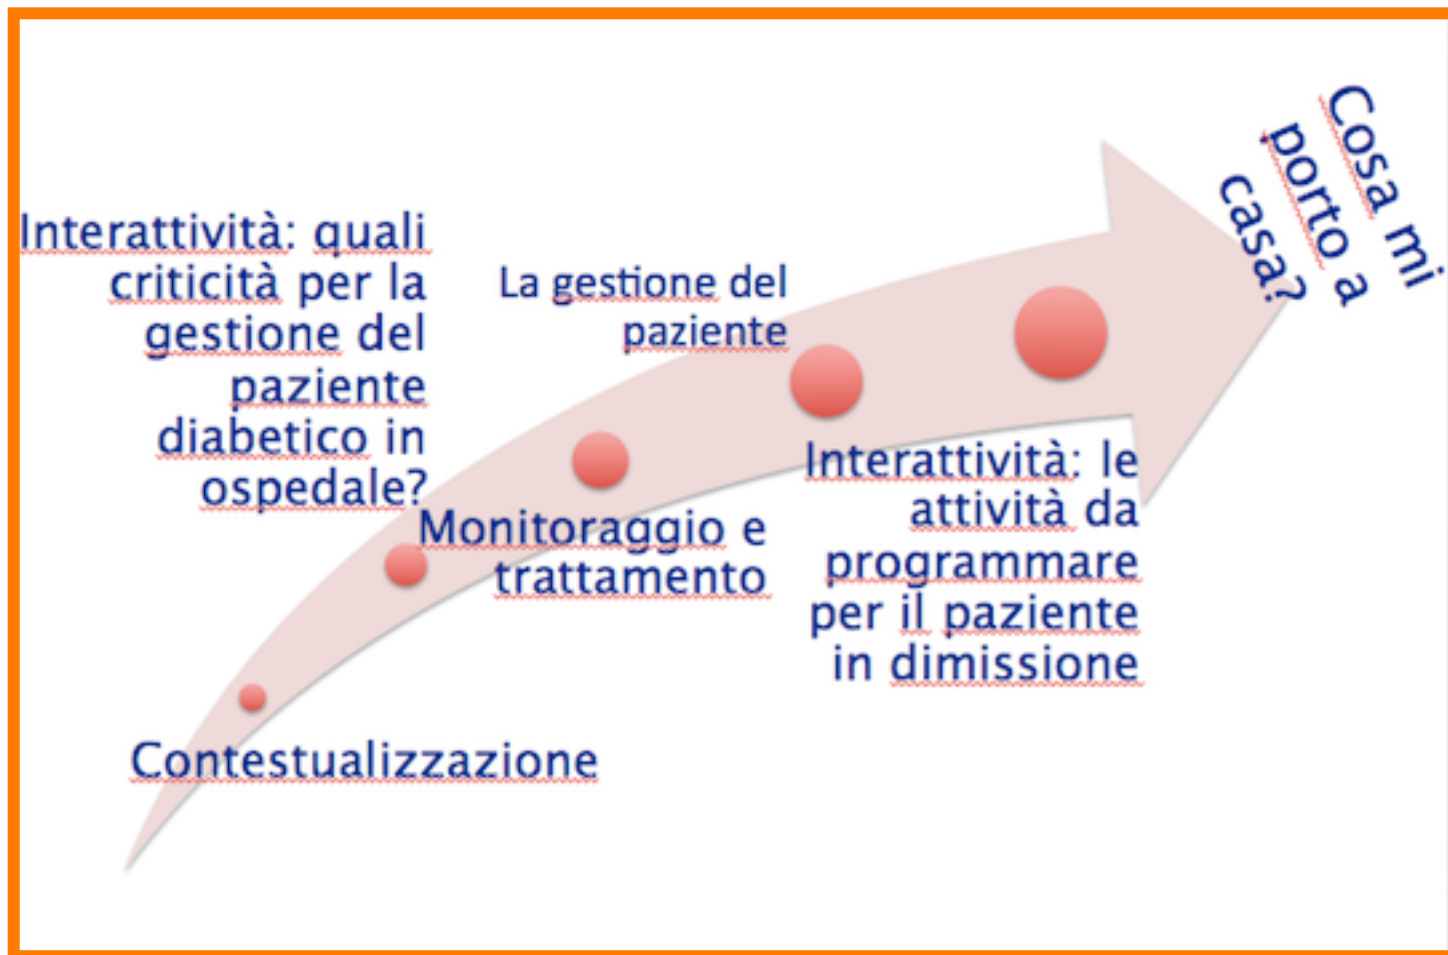 Interattività: quali
criticità per la
gestione del
paziente
diabetico in
ospedale?
La gestione del
paziente
Cosa mi
porto a
casa?
Monitoraggio e
trattamento
Interattività: le
attività da
programmare
per il paziente
in dimissione
Contestualizzazione